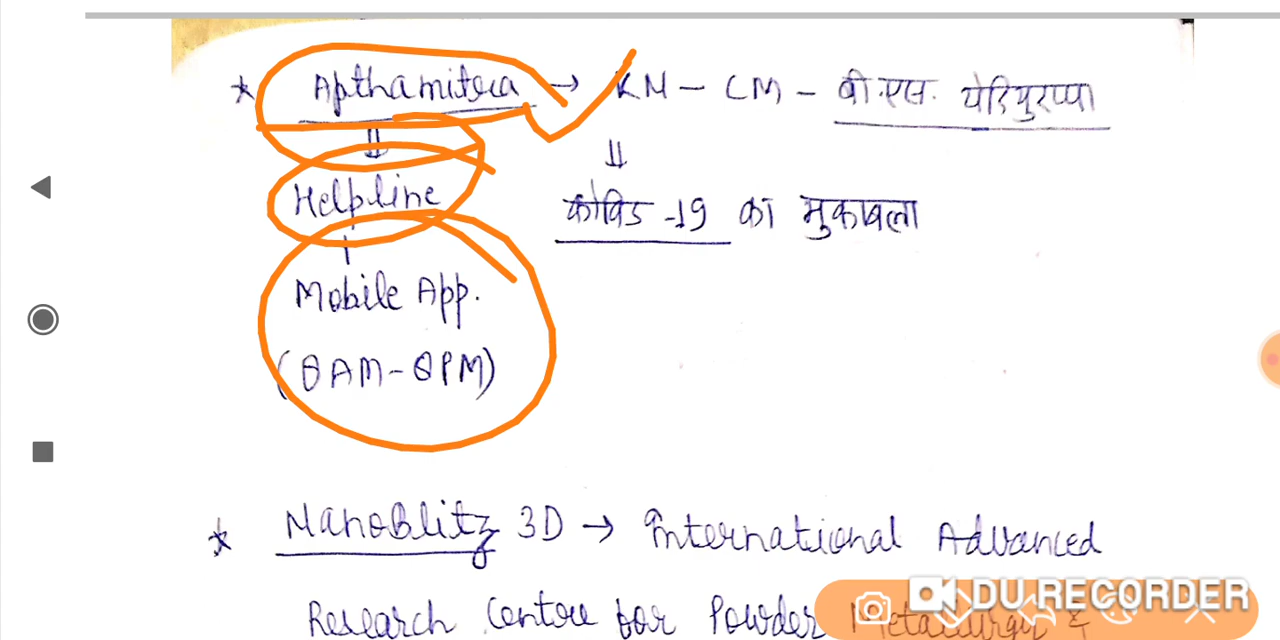 * Apthamitra → KN - CM - बी.एस. येदियुरप्पा
⇓ ⇓
Helpline कोविड -19 का मुकाबला
Mobile App.
(8AM-8PM)
* NanoBlitz 3D → International Advanced
Research Centre for Powder Metallurgy &
DU RECORDER